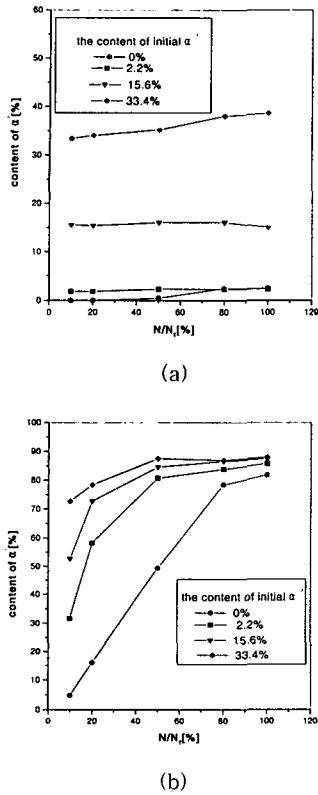 60
50
40
30
20
10
0
content of α´[%]
the content of initial α´
0%
2.2%
15.6%
33.4%
0 20 40 60 80 100 120
N/Nf[%]
(a)
100
90
80
70
60
50
40
30
20
10
0
content of α´[%]
the content of initial α´
0%
2.2%
15.6%
33.4%
0 20 40 60 80 100 120
N/Nf[%]
(b)